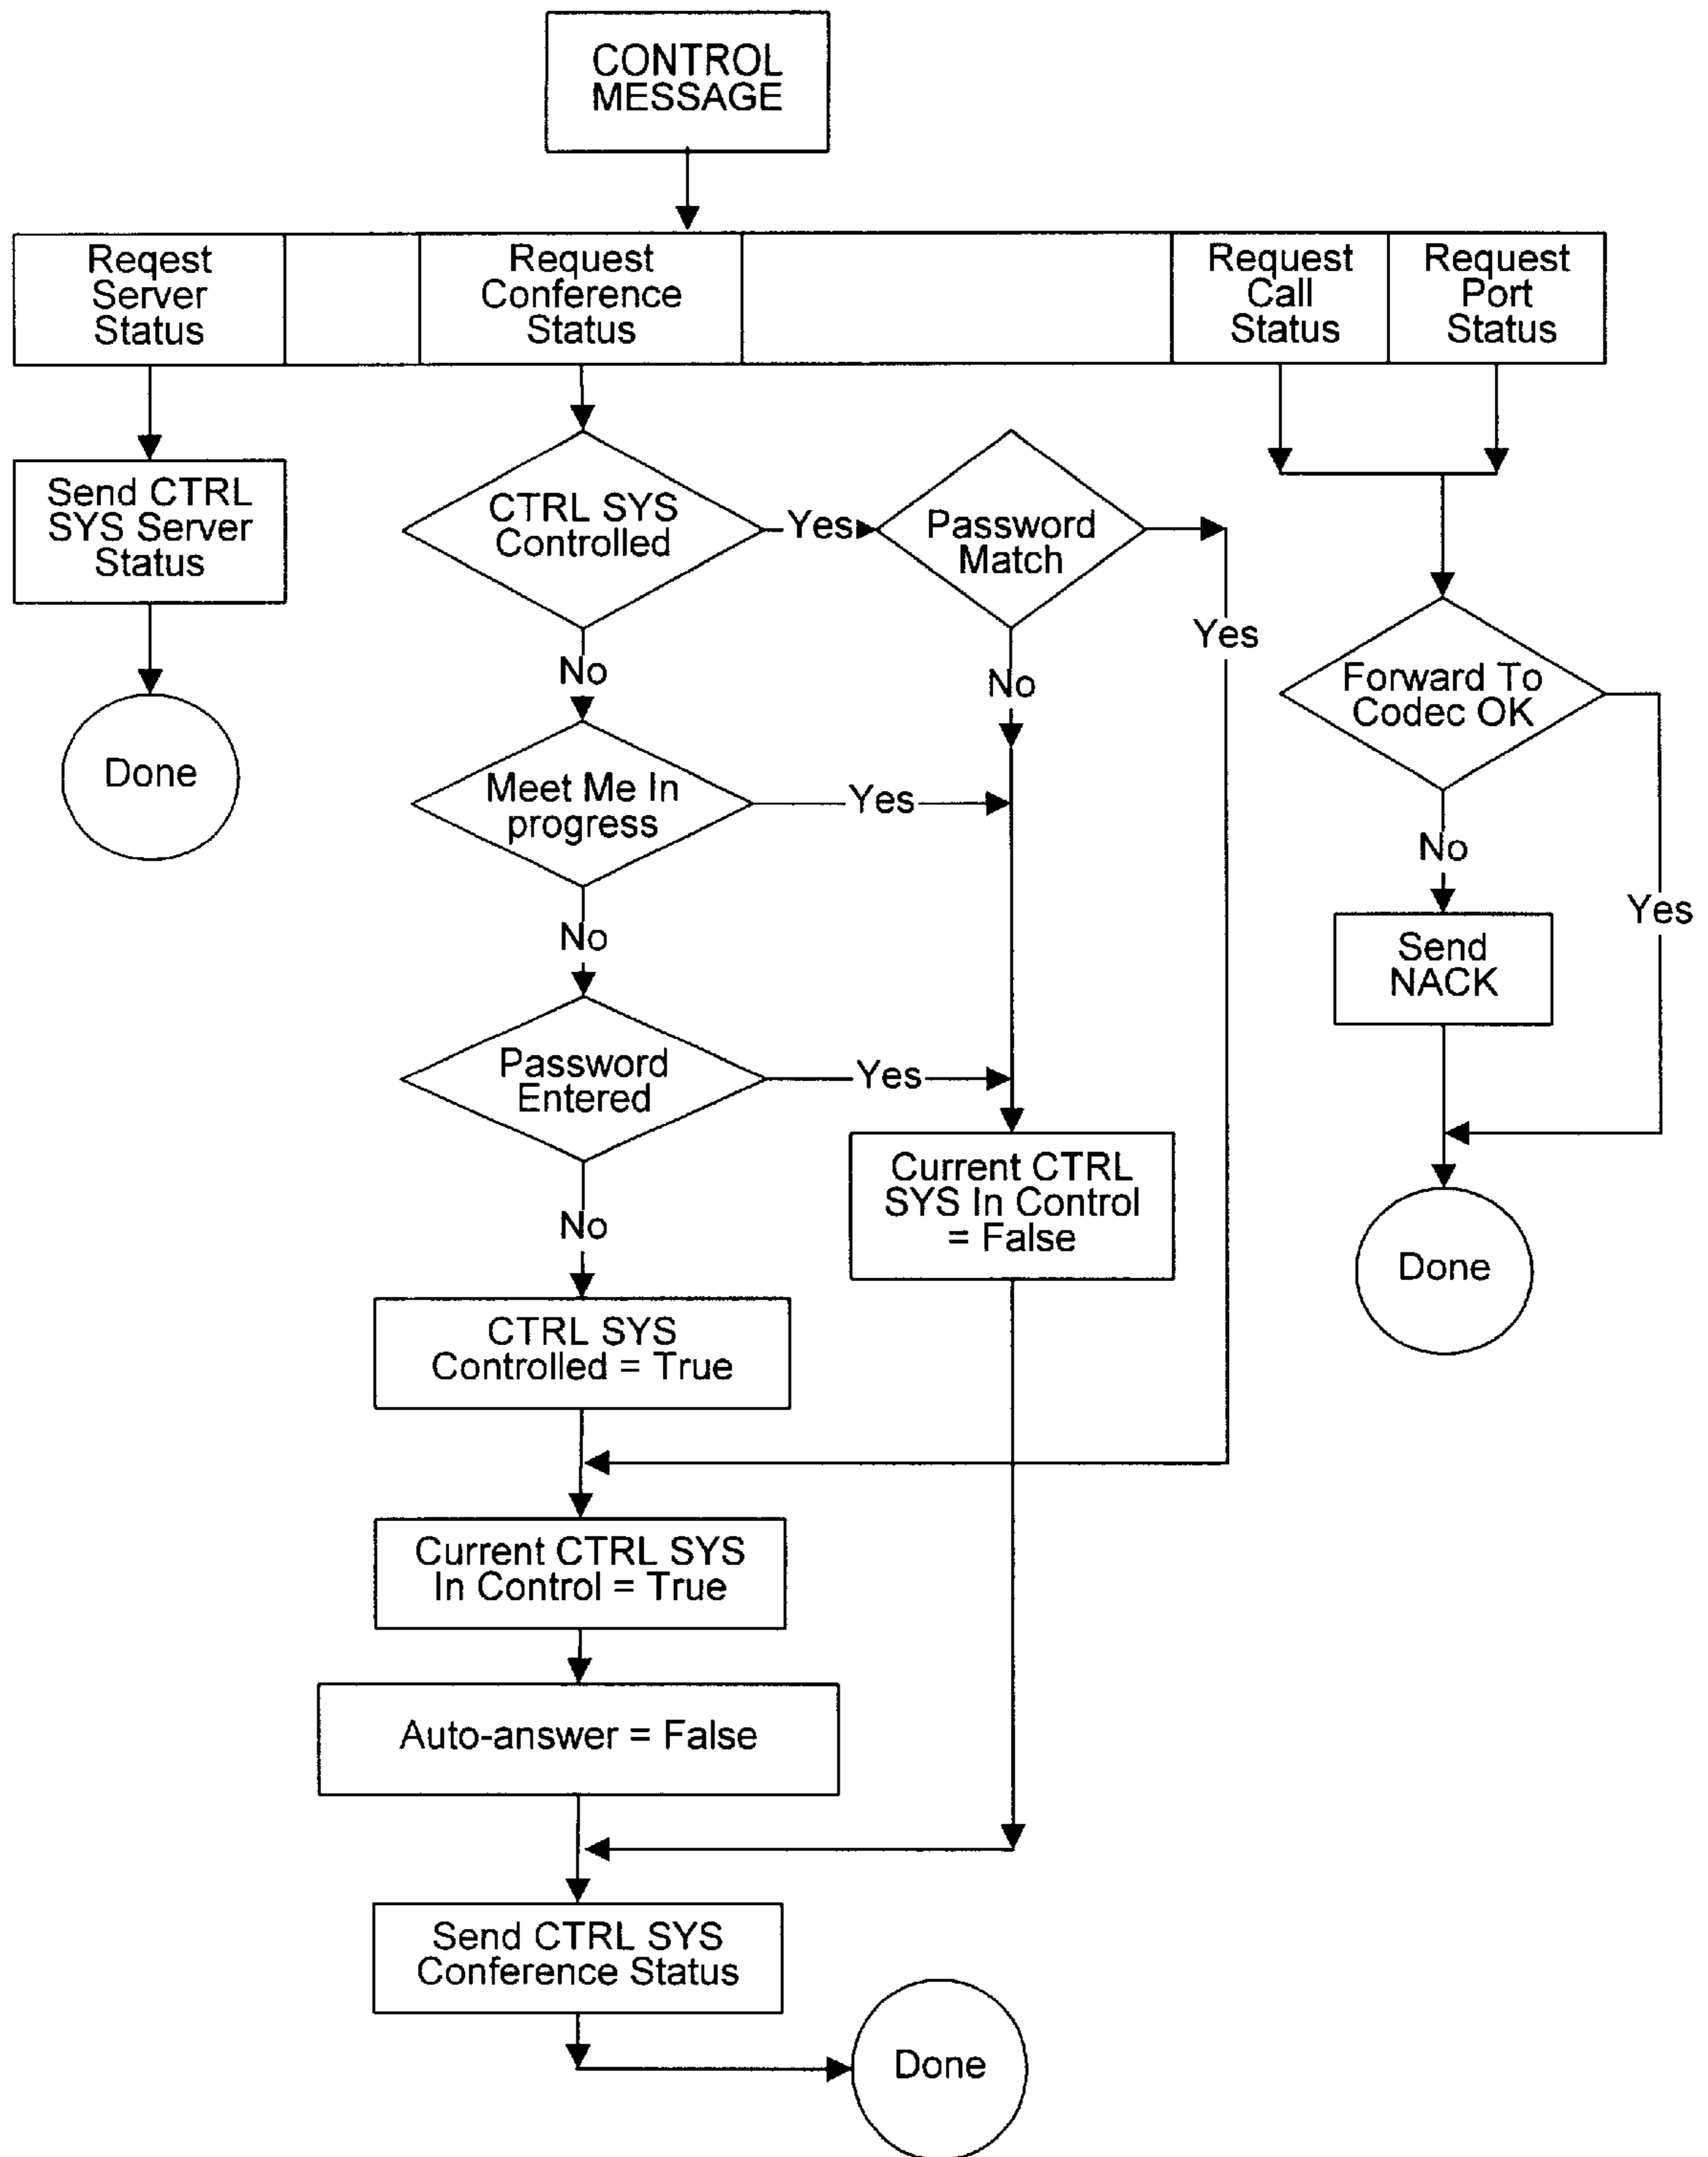 CONTROL
MESSAGE
Reqest
Server
Status
Request
Conference
Status
Request
Call
Status
Request
Port
Status
Send CTRL
SYS Server
Status
Done
CTRL SYS
Controlled
Yes
Password
Match
Yes
No
No
Forward To
Codec OK
Yes
No
Send
NACK
Done
Meet Me In
progress
Yes
No
Password
Entered
Yes
No
Current CTRL
SYS In Control
= False
CTRL SYS
Controlled = True
Current CTRL SYS
In Control = True
Auto-answer = False
Send CTRL SYS
Conference Status
Done